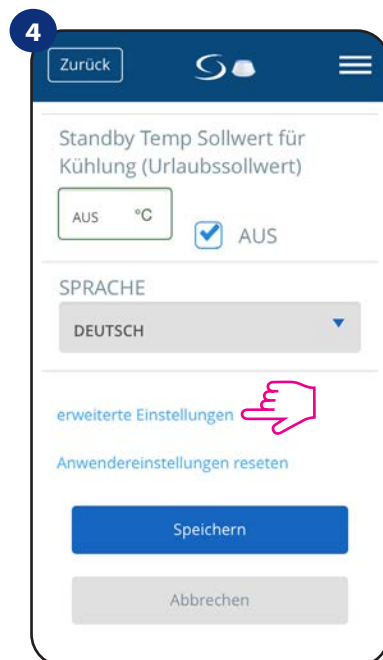 4
Zurück
Standby Temp Sollwert für
Kühlung (Urlaubssollwert)
AUS °C
AUS
SPRACHE
DEUTSCH
erweiterte Einstellungen
Anwendereinstellungen reseten
Speichern
Abbrechen